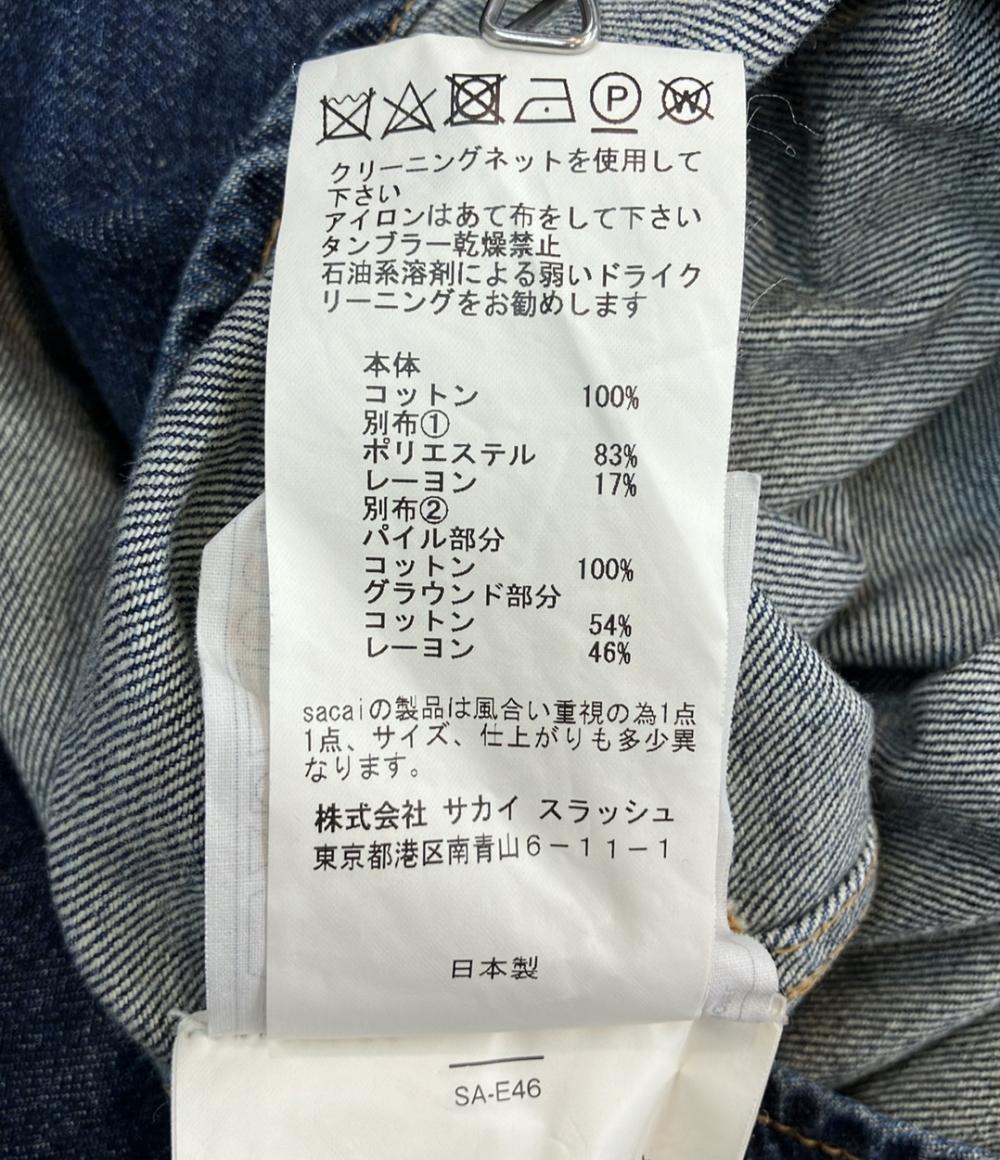 P W
クリーニングネットを使用して
下さい
アイロンはあて布をして下さい
タンブラー乾燥禁止
石油系溶剤による弱いドライク
リーニングをお勧めします
本体
コットン 100%
別布①
ポリエステル 83%
レーヨン 17%
別布②
パイル部分
コットン 100%
グラウンド部分
コットン 54%
レーヨン 46%
sacaiの製品は風合い重視の為1点
1点、サイズ、仕上がりも多少異
なります。
株式会社 サカイ スラッシュ
東京都港区南青山6-11-1
日本製
SA-E46